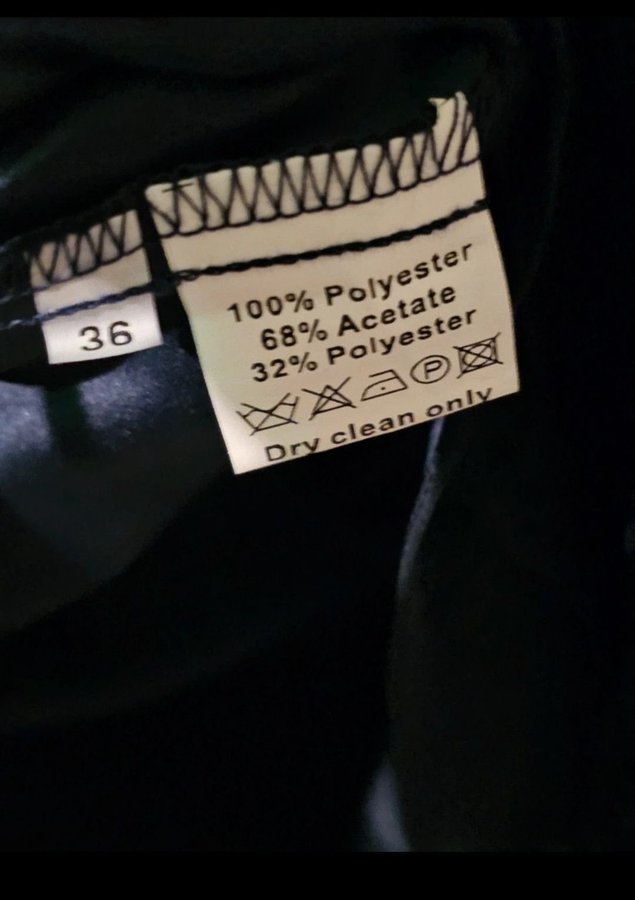 36
100% Polyester
68% Acetate
32% Polyester
P
Dry clean only